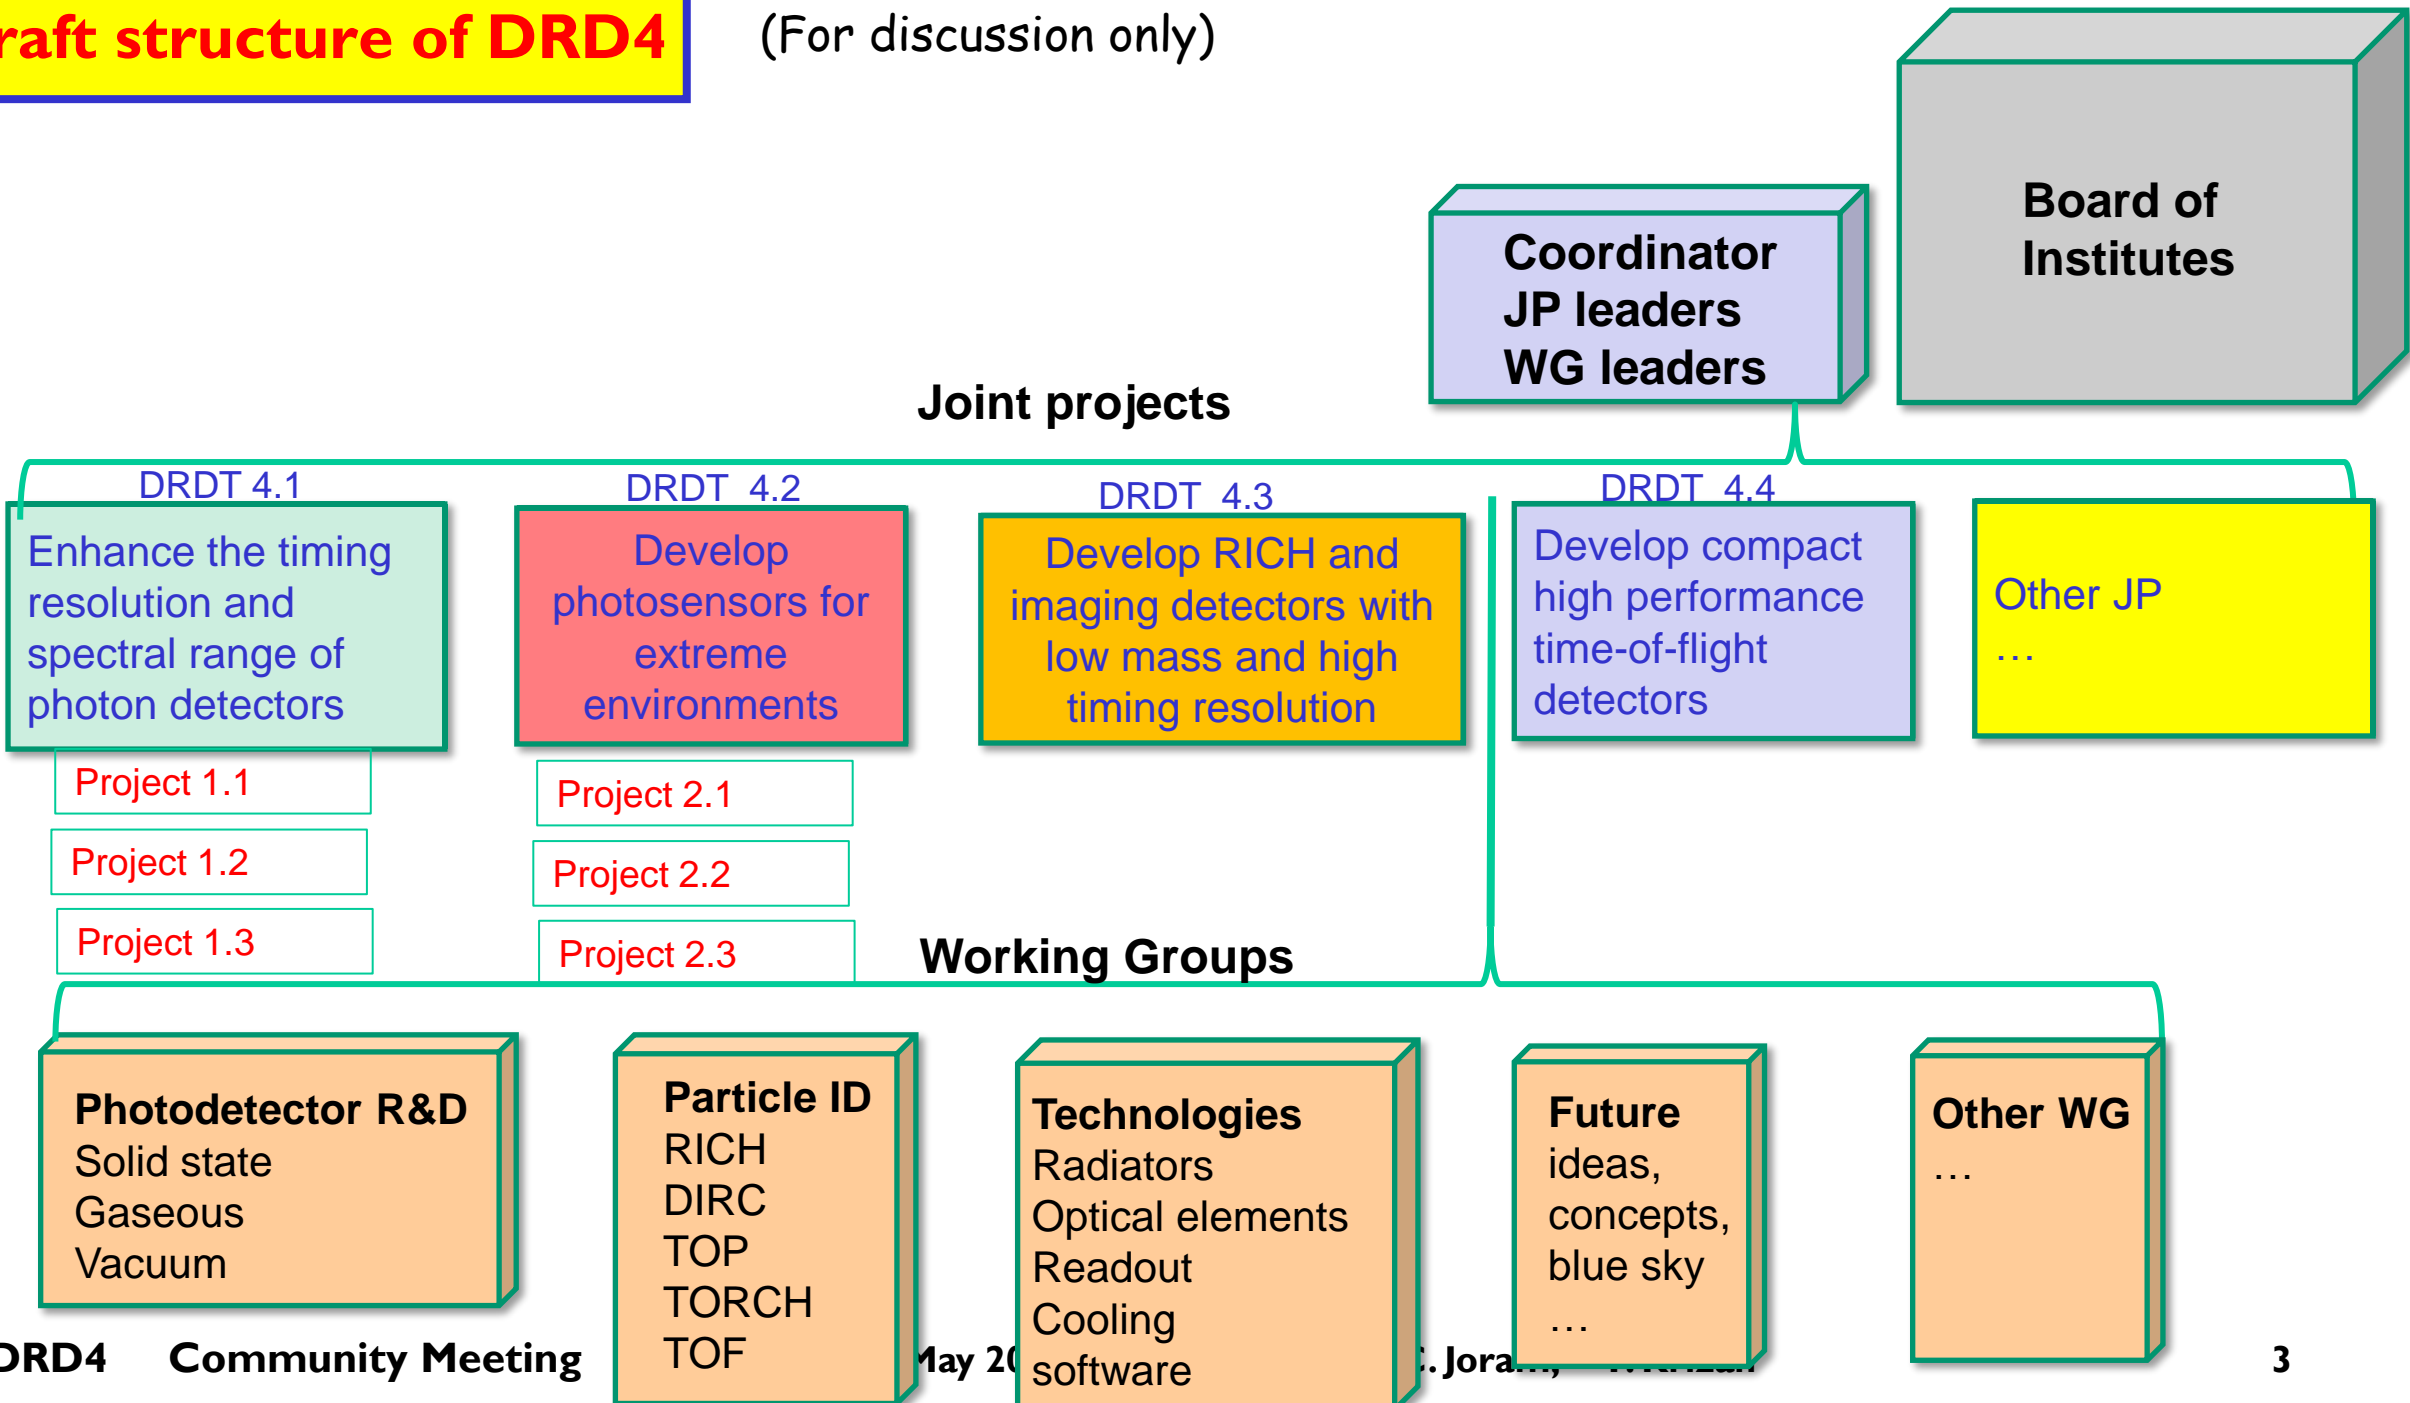 raft structure of DRD4
(For discussion only)
Board of
Institutes
Coordinator
JP leaders
WG leaders
Joint projects
DRDT 4.1
DRDT 4.2
DRDT 4.3
DRDT 4.4
Enhance the timing
resolution and
spectral range of
photon detectors
Develop
photosensors for
extreme
environments
Develop RICH and
imaging detectors with
low mass and high
timing resolution
Develop compact
high performance
time-of-flight
detectors
Other JP
…
Project 1.1
Project 1.2
Project 1.3
Project 2.1
Project 2.2
Project 2.3
Working Groups
Photodetector R&D
Solid state
Gaseous
Vacuum
Particle ID
RICH
DIRC
TOP
TORCH
TOF
Technologies
Radiators
Optical elements
Readout
Cooling
software
Future
ideas,
concepts,
blue sky
…
Other WG
…
DRD4 Community Meeting May 20 C. Joram, 3